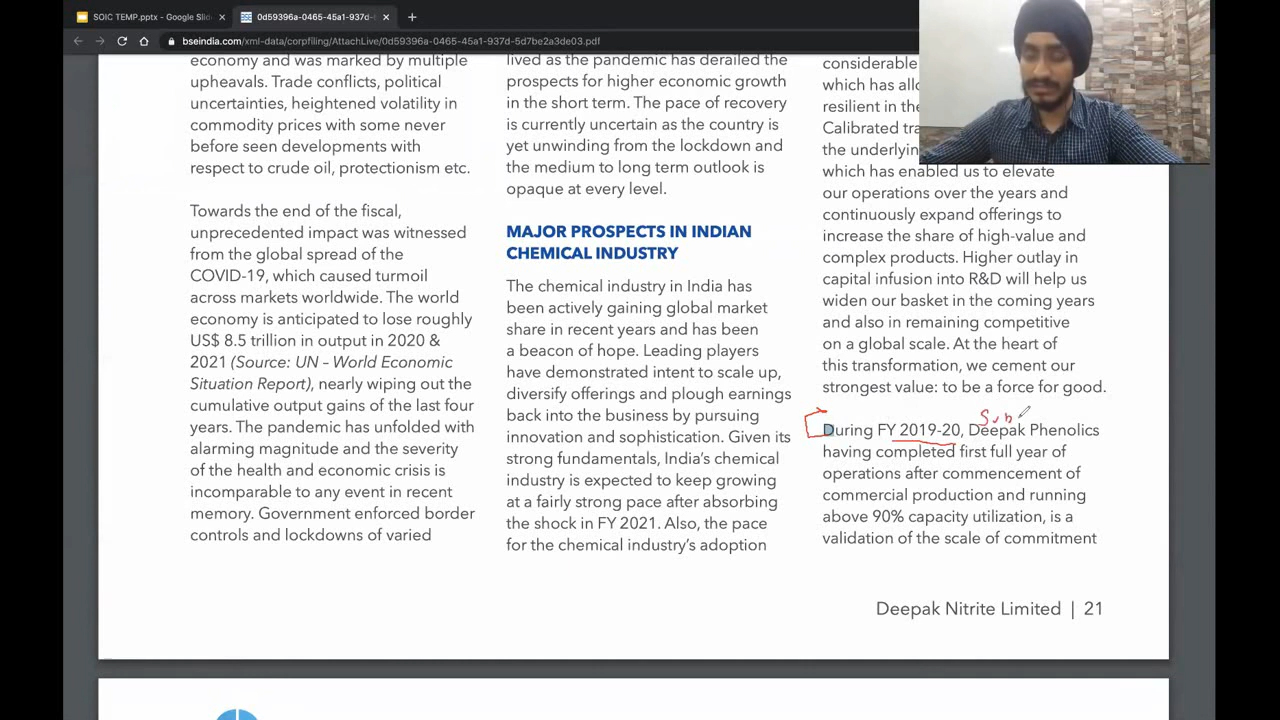 SOIC TEMP.pptx - Google Slid
0d59396a-0465-45a1-937d-5
bseindia.com/xml-data/corpfiling/AttachLive/0d59396a-0465-45a1-937d-5d7be2a3de03.pdf
economy and was marked by multiple
upheavals. Trade conflicts, political
uncertainties, heightened volatility in
commodity prices with some never
before seen developments with
respect to crude oil, protectionism etc.
Towards the end of the fiscal,
unprecedented impact was witnessed
from the global spread of the
COVID-19, which caused turmoil
across markets worldwide. The world
economy is anticipated to lose roughly
US$ 8.5 trillion in output in 2020 &
2021 (Source: UN – World Economic
Situation Report), nearly wiping out the
cumulative output gains of the last four
years. The pandemic has unfolded with
alarming magnitude and the severity
of the health and economic crisis is
incomparable to any event in recent
memory. Government enforced border
controls and lockdowns of varied
lived as the pandemic has derailed the
prospects for higher economic growth
in the short term. The pace of recovery
is currently uncertain as the country is
yet unwinding from the lockdown and
the medium to long term outlook is
opaque at every level.
MAJOR PROSPECTS IN INDIAN
CHEMICAL INDUSTRY
The chemical industry in India has
been actively gaining global market
share in recent years and has been
a beacon of hope. Leading players
have demonstrated intent to scale up,
diversify offerings and plough earnings
back into the business by pursuing
innovation and sophistication. Given its
strong fundamentals, India's chemical
industry is expected to keep growing
at a fairly strong pace after absorbing
the shock in FY 2021. Also, the pace
for the chemical industry's adoption
considerable
which has allo
resilient in the
Calibrated tra
the underlyin
which has enabled us to elevate
our operations over the years and
continuously expand offerings to
increase the share of high-value and
complex products. Higher outlay in
capital infusion into R&D will help us
widen our basket in the coming years
and also in remaining competitive
on a global scale. At the heart of
this transformation, we cement our
strongest value: to be a force for good.
Sub
During FY 2019-20, Deepak Phenolics
having completed first full year of
operations after commencement of
commercial production and running
above 90% capacity utilization, is a
validation of the scale of commitment
Deepak Nitrite Limited | 21